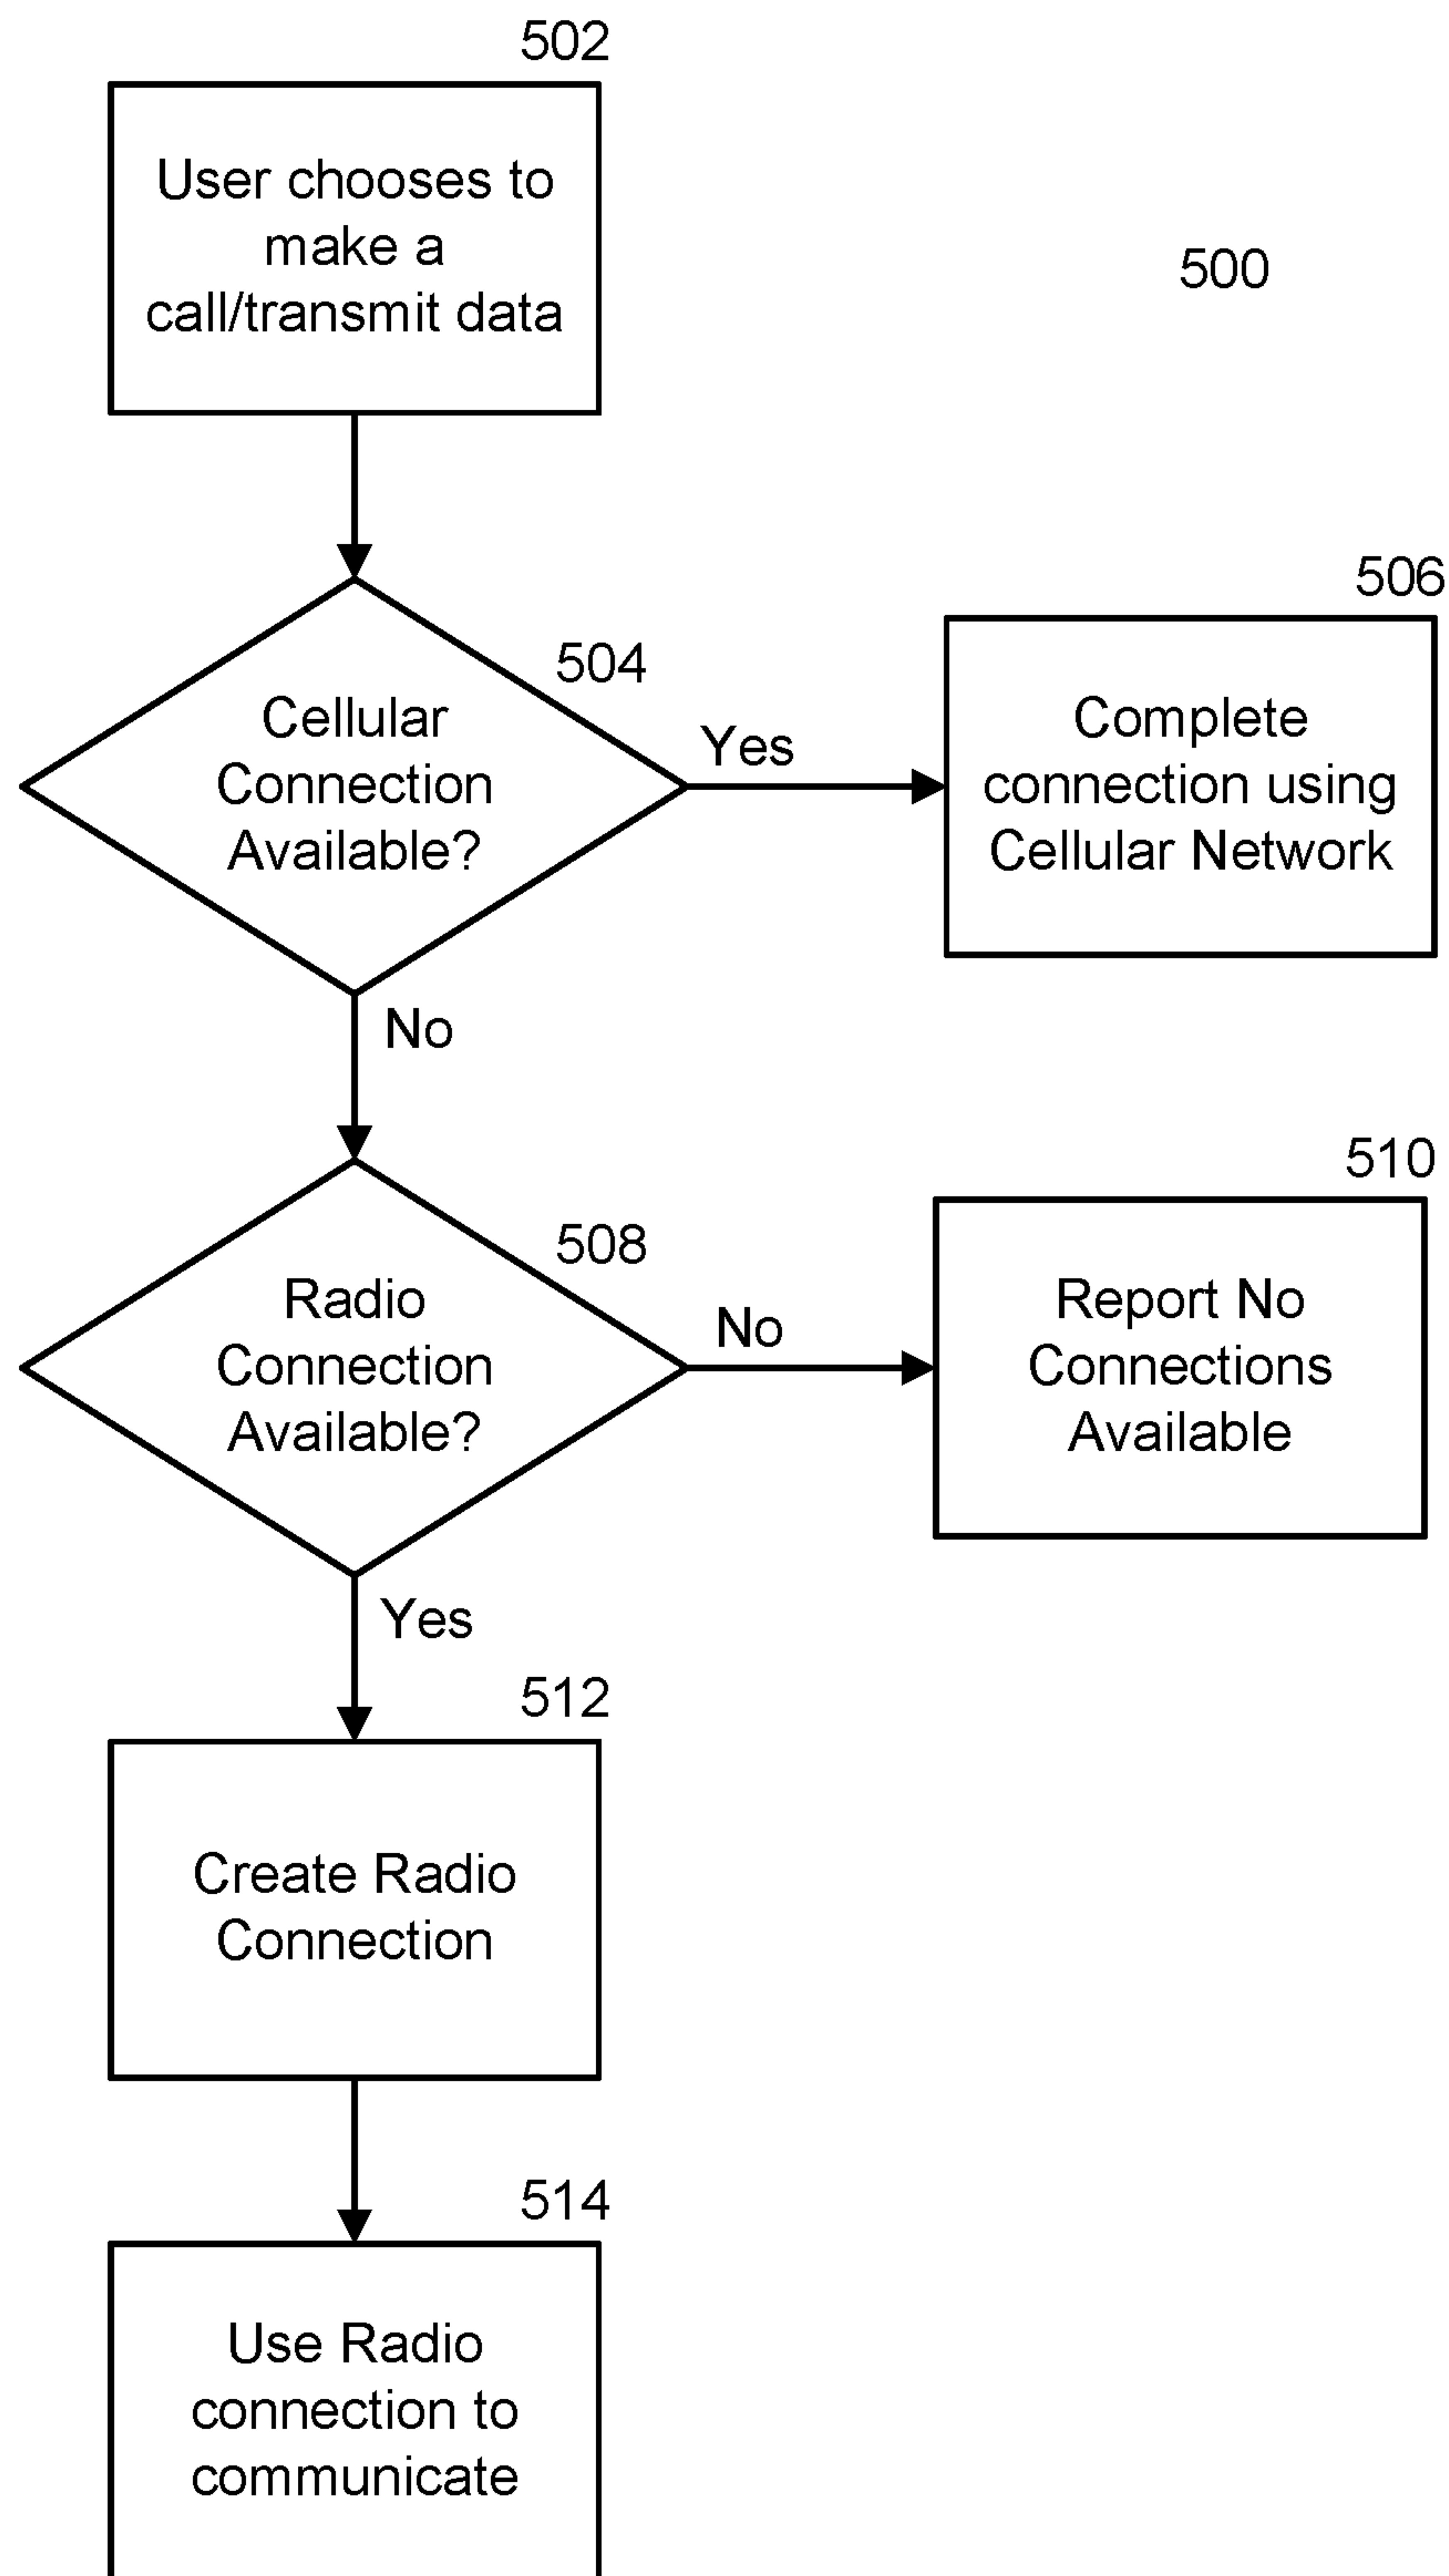 502
User chooses to
make a
call/transmit data
500
504
Cellular
Connection
Available?
Yes
506
Complete
connection using
Cellular Network
No
508
Radio
Connection
Available?
No
510
Report No
Connections
Available
Yes
512
Create Radio
Connection
514
Use Radio
connection to
communicate